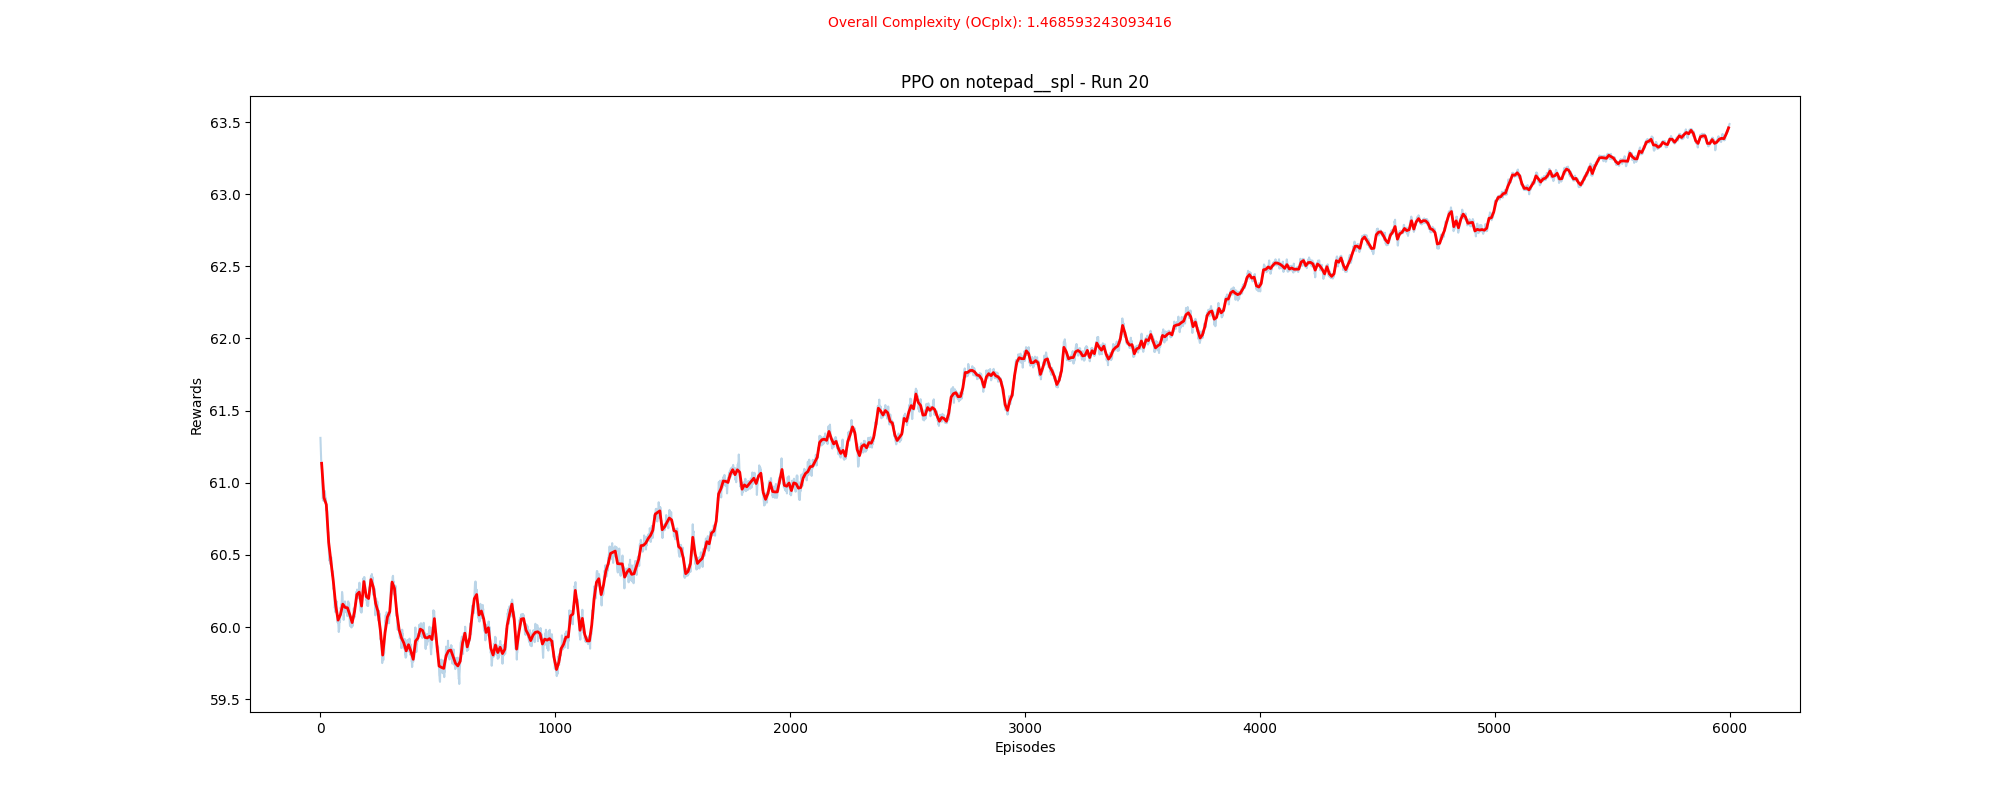 Overall Complexity (OCplx): 1.468593243093416
PPO on notepad__spl - Run 20
63.5
63.0
62.5
62.0
61.5
61.0
60.5
60.0
59.5
Rewards
0 1000 2000 3000 4000 5000 6000
Episodes